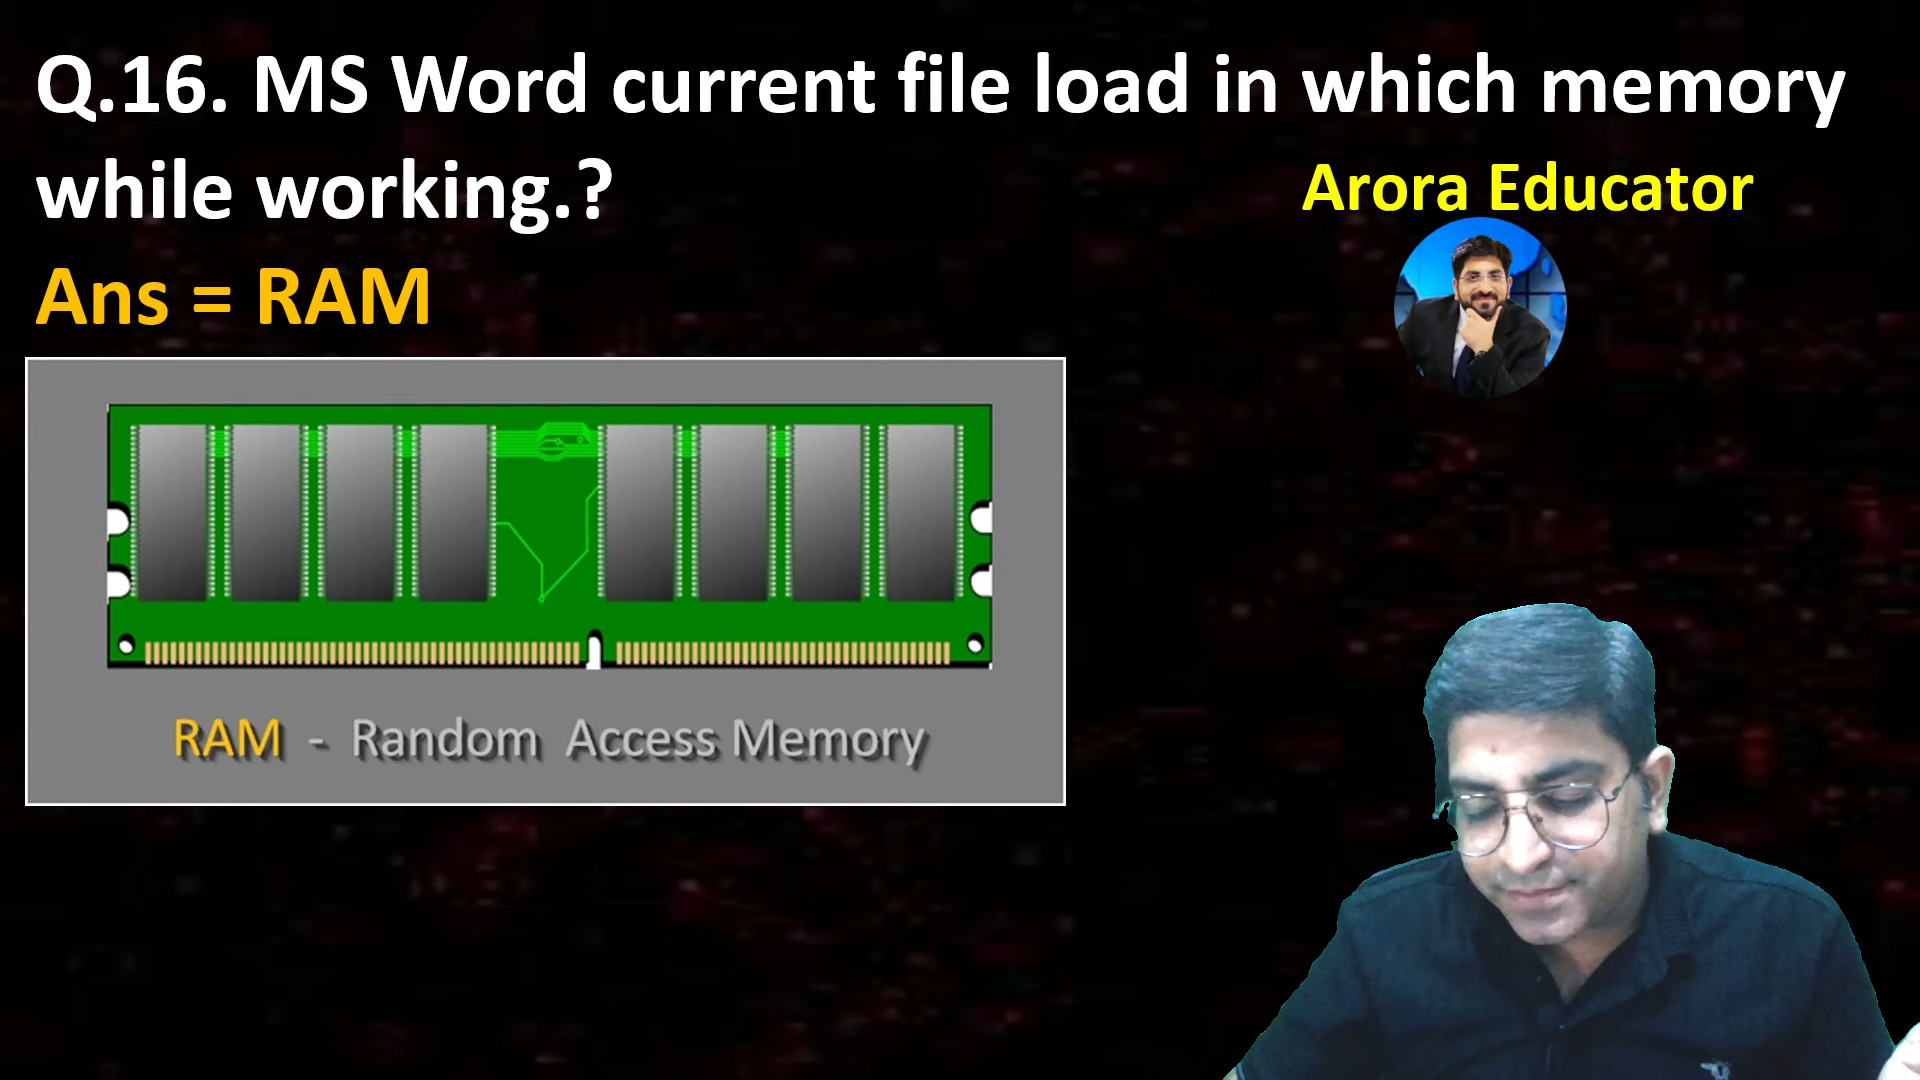 Q.16. MS Word current file load in which memory
while working.?
Arora Educator
Ans = RAM
RAM - Random Access Memory